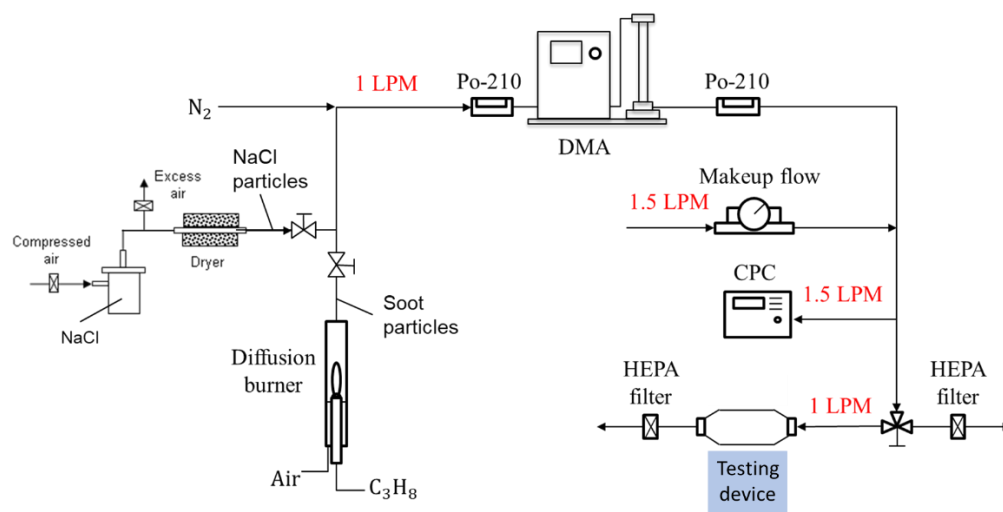 1 LPM
Po-210
Po-210
N₂
DMA
NaCl
particles
Makeup flow
Excess
air
1.5 LPM
Compressed
air
Dryer
CPC
1.5 LPM
NaCl
Soot
particles
Diffusion
burner
HEPA
filter
HEPA
filter
1 LPM
Air
C₃H₈
Testing
device